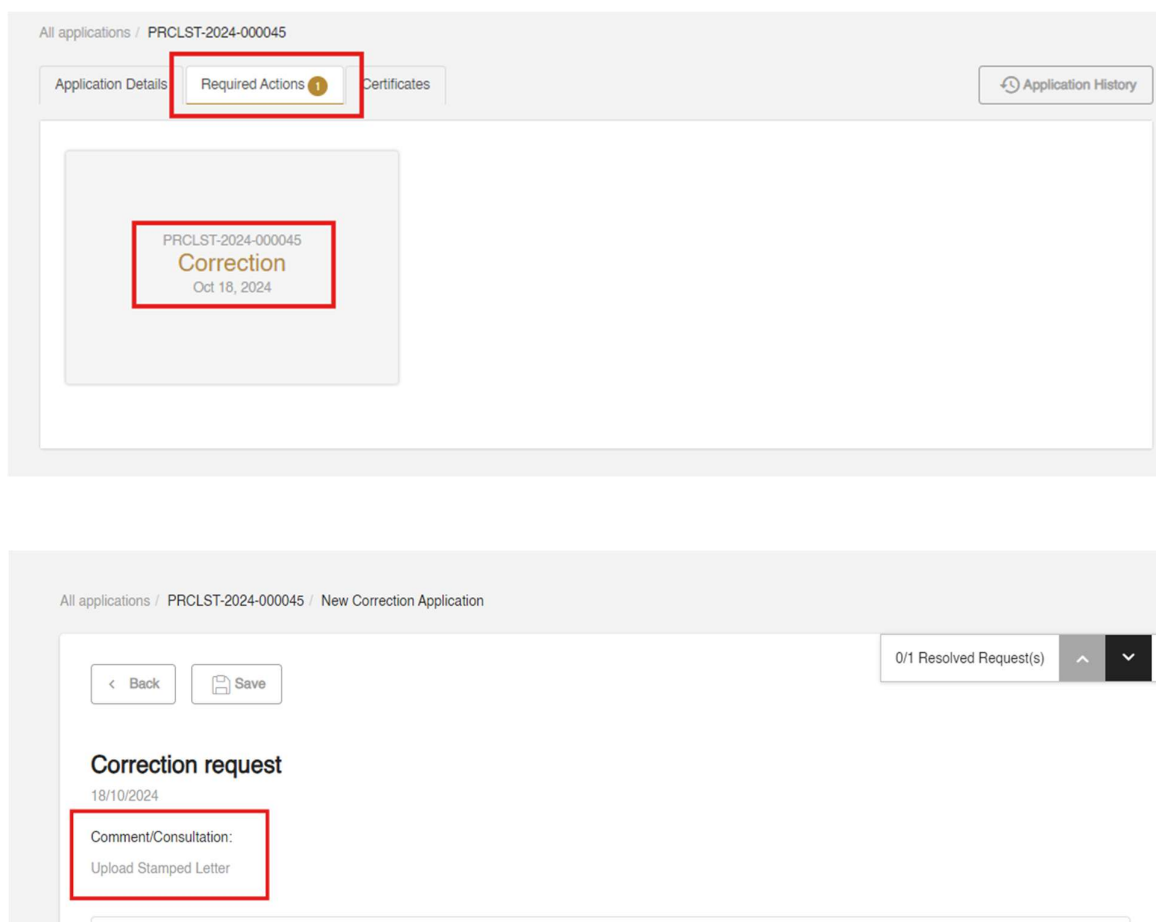 All applications / PRCLST-2024-000045
Application Details Required Actions 1 Certificates Application History
PRCLST-2024-000045
Correction
Oct 18, 2024
All applications / PRCLST-2024-000045 / New Correction Application
0/1 Resolved Request(s)
< Back Save
Correction request
18/10/2024
Comment/Consultation:
Upload Stamped Letter